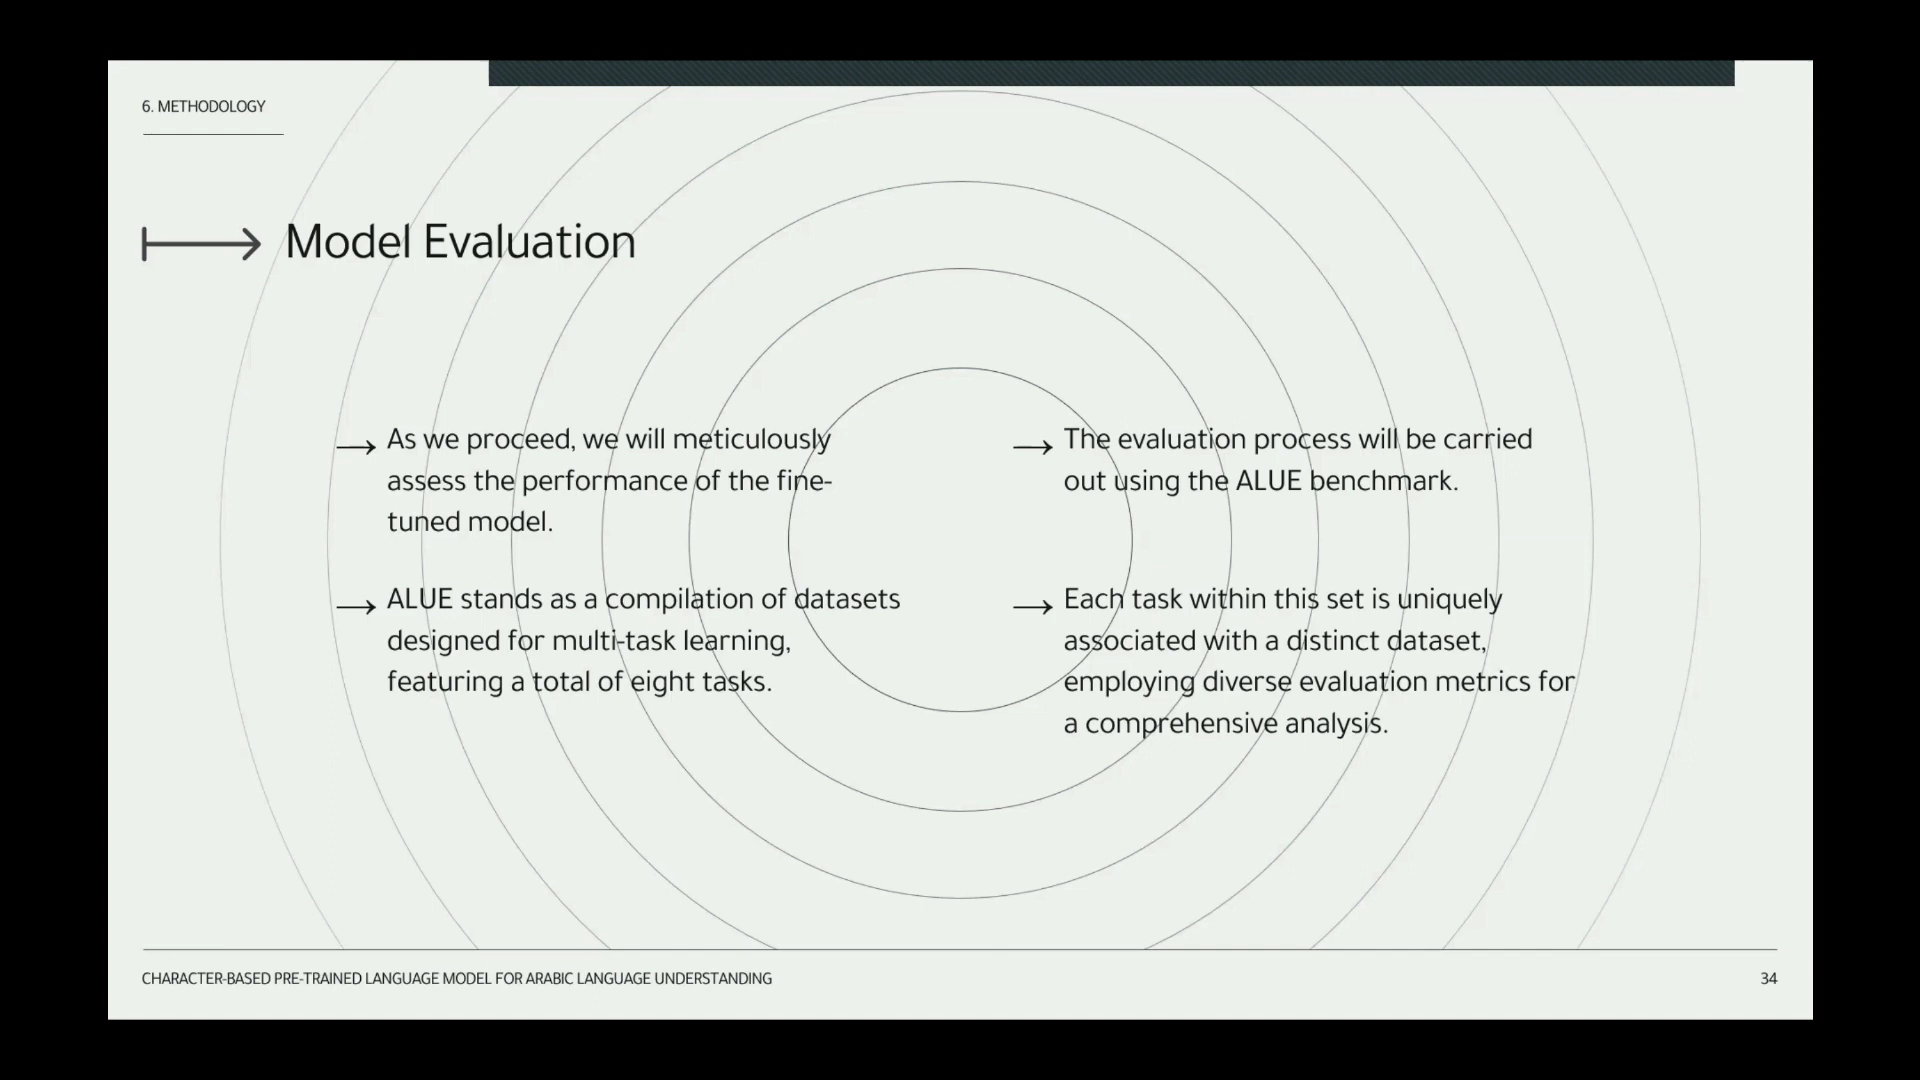 6. METHODOLOGY
Model Evaluation
As we proceed, we will meticulously
assess the performance of the fine-
tuned model.
The evaluation process will be carried
out using the ALUE benchmark.
ALUE stands as a compilation of datasets
designed for multi-task learning,
featuring a total of eight tasks.
Each task within this set is uniquely
associated with a distinct dataset,
employing diverse evaluation metrics for
a comprehensive analysis.
CHARACTER-BASED PRE-TRAINED LANGUAGE MODEL FOR ARABIC LANGUAGE UNDERSTANDING
34